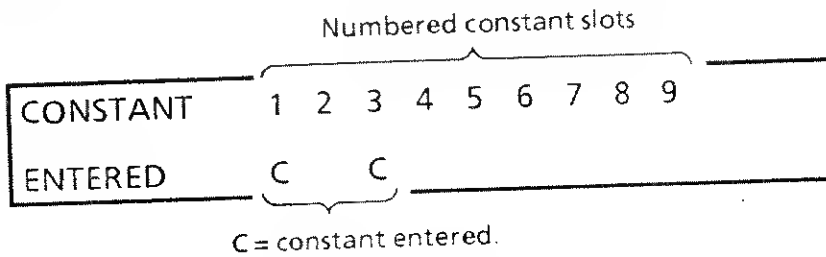 Numbered constant slots
CONSTANT 1 2 3 4 5 6 7 8 9
ENTERED C C
C = constant entered.